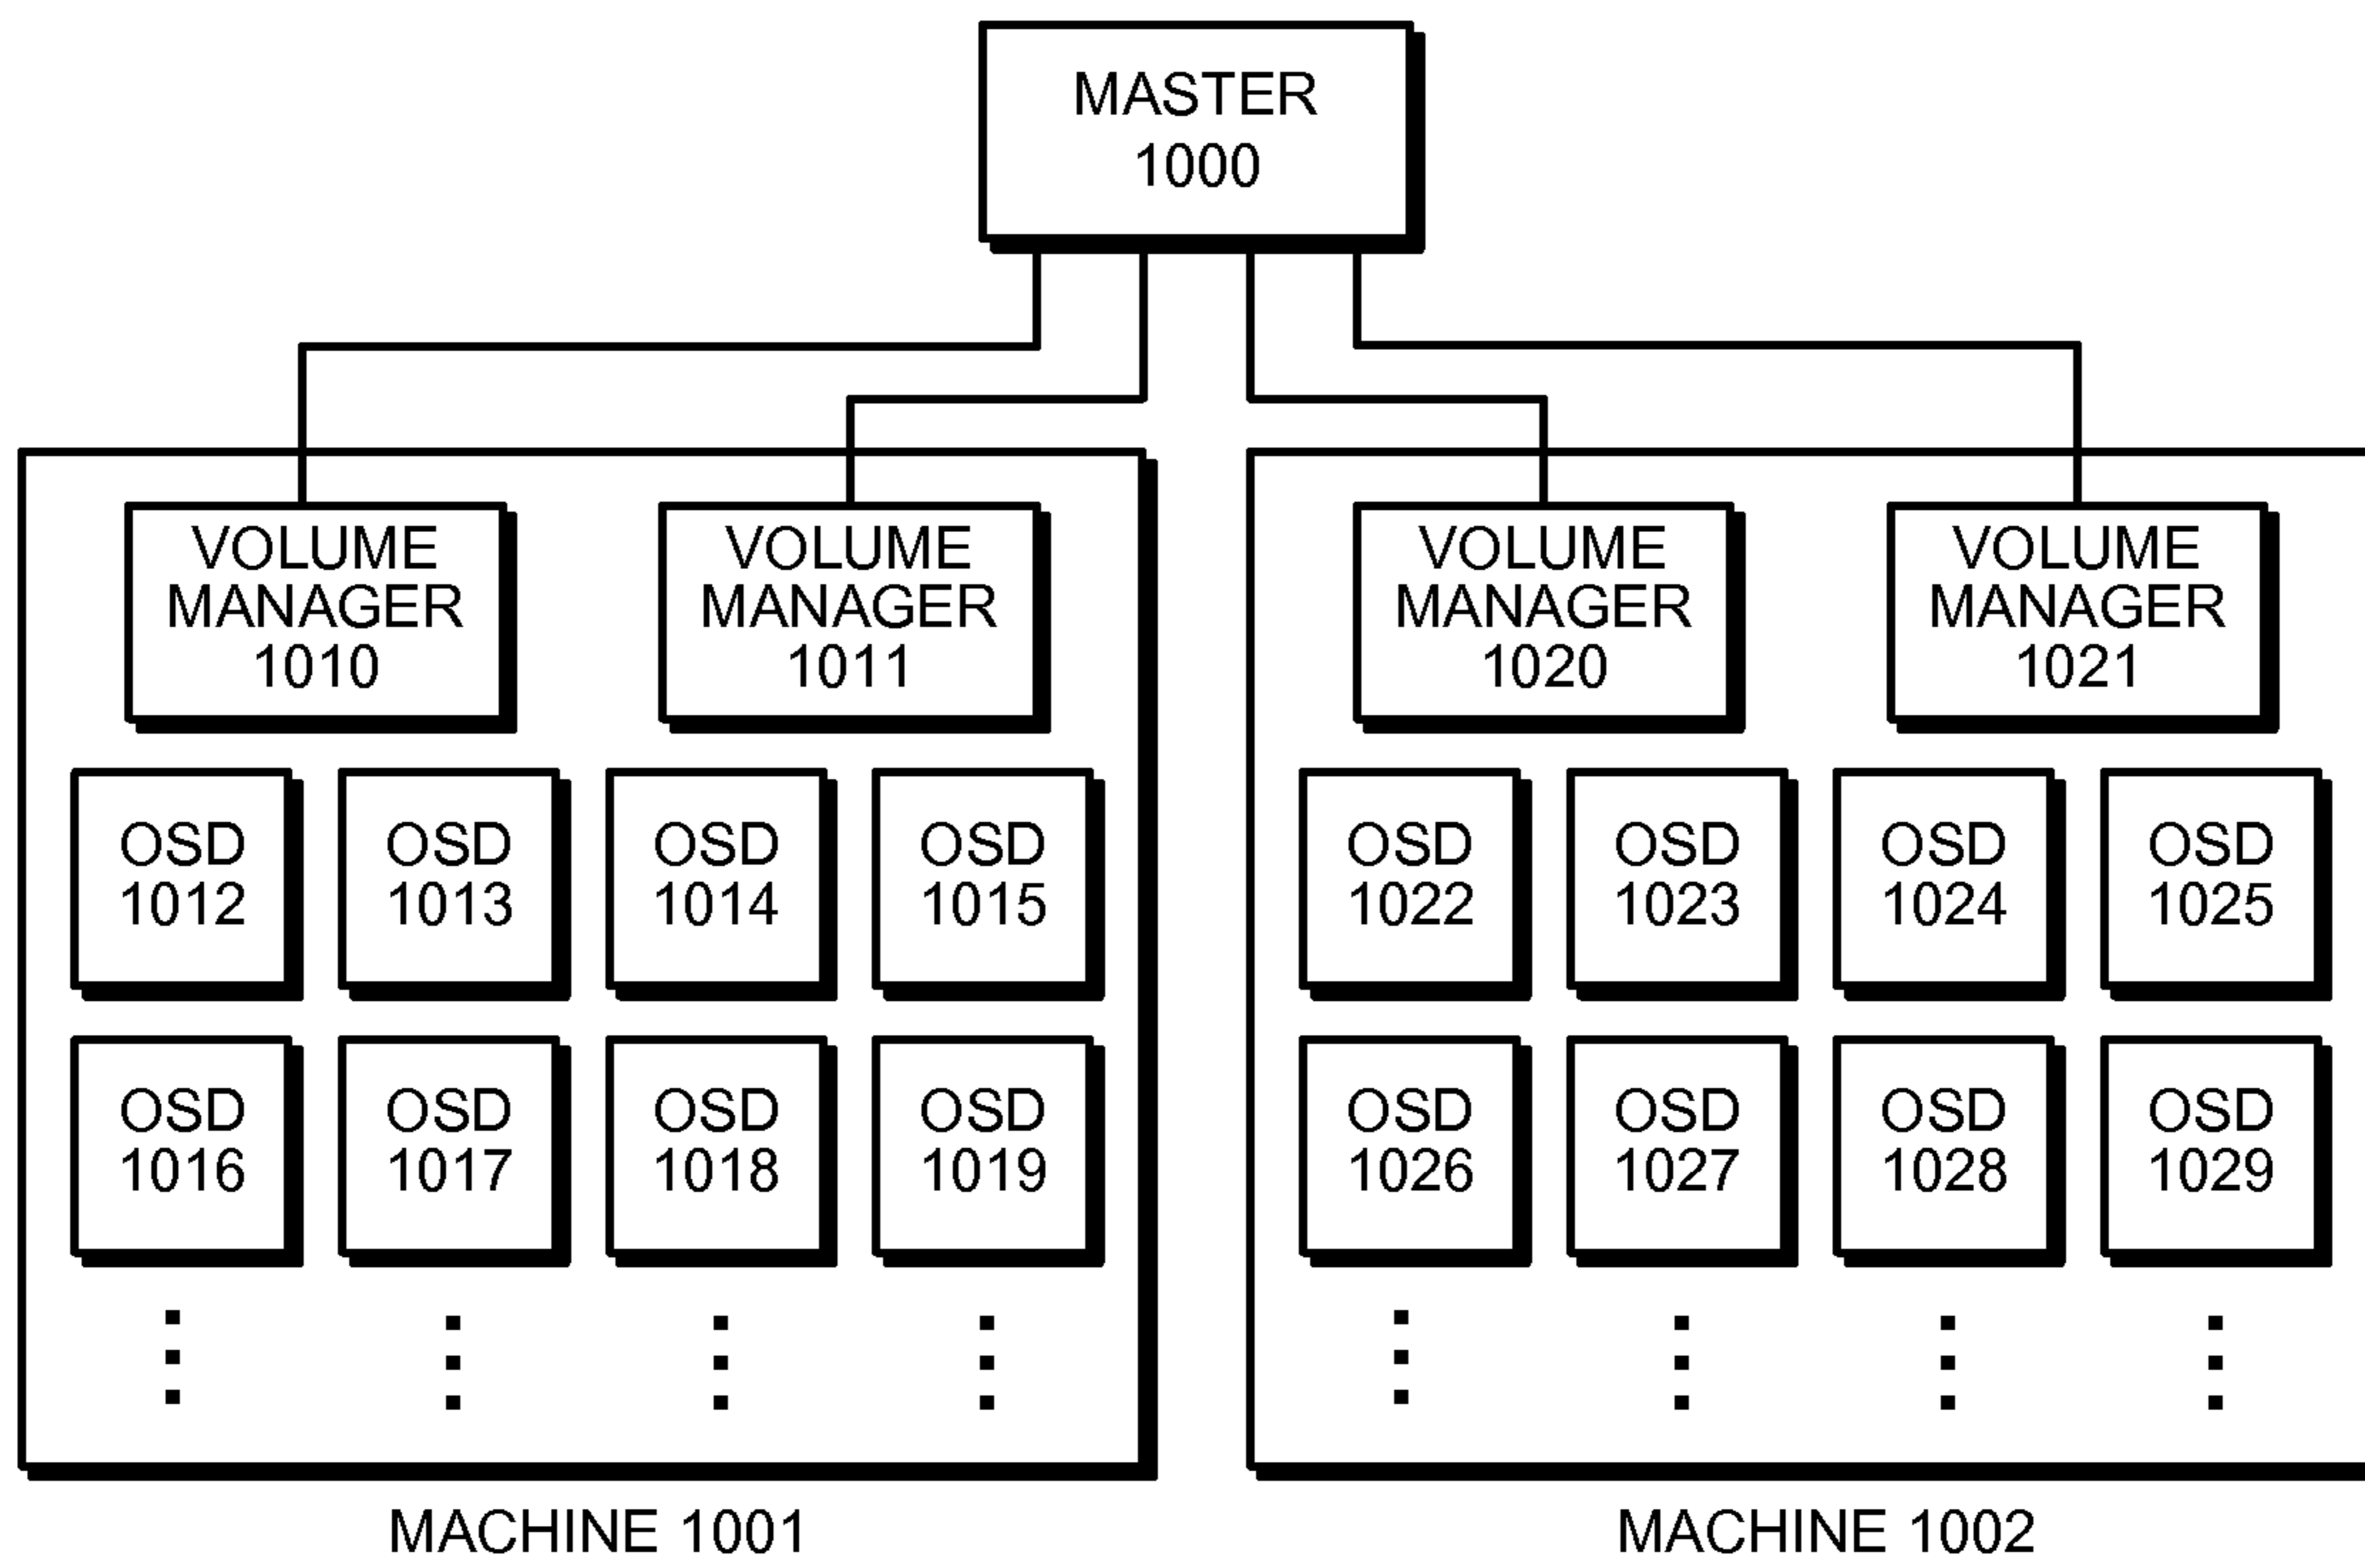 MASTER
1000
VOLUME
MANAGER
1010
VOLUME
MANAGER
1011
VOLUME
MANAGER
1020
VOLUME
MANAGER
1021
OSD
1012
OSD
1013
OSD
1014
OSD
1015
OSD
1022
OSD
1023
OSD
1024
OSD
1025
OSD
1016
OSD
1017
OSD
1018
OSD
1019
OSD
1026
OSD
1027
OSD
1028
OSD
1029
MACHINE 1001
MACHINE 1002